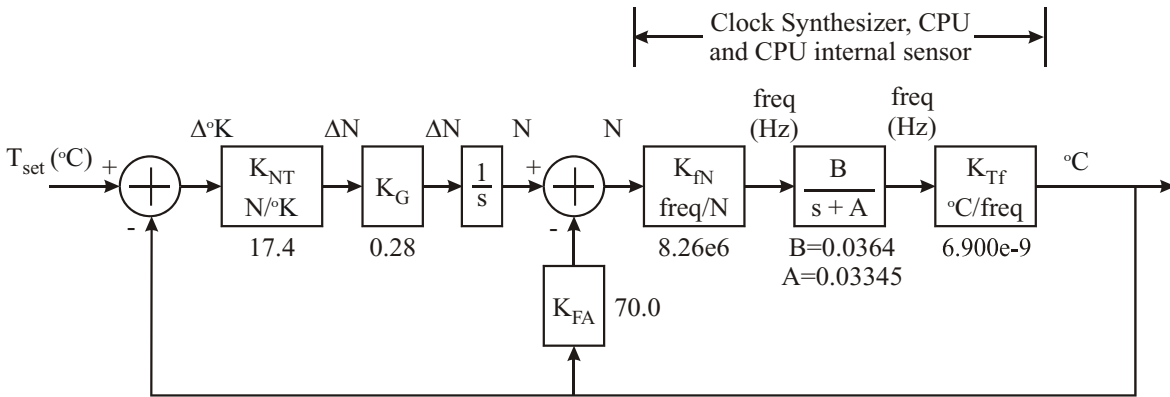 Clock Synthesizer, CPU
and CPU internal sensor
freq
(Hz)
freq
(Hz)
Δ°K
ΔN
ΔN
N
N
T_set (°C)
+
+
°C
K_NT
N/°K
K_G
1
s
K_fN
freq/N
B
s + A
K_Tf
°C/freq
-
-
17.4
0.28
8.26e6
B=0.0364
A=0.03345
6.900e-9
K_FA
70.0